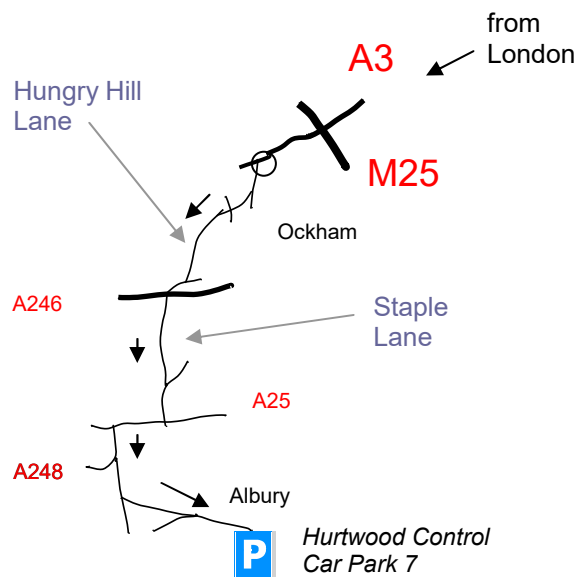 from
London
A3
Hungry Hill
Lane
M25
Ockham
A246
Staple
Lane
A25
A248
Albury
P
Hurtwood Control
Car Park 7